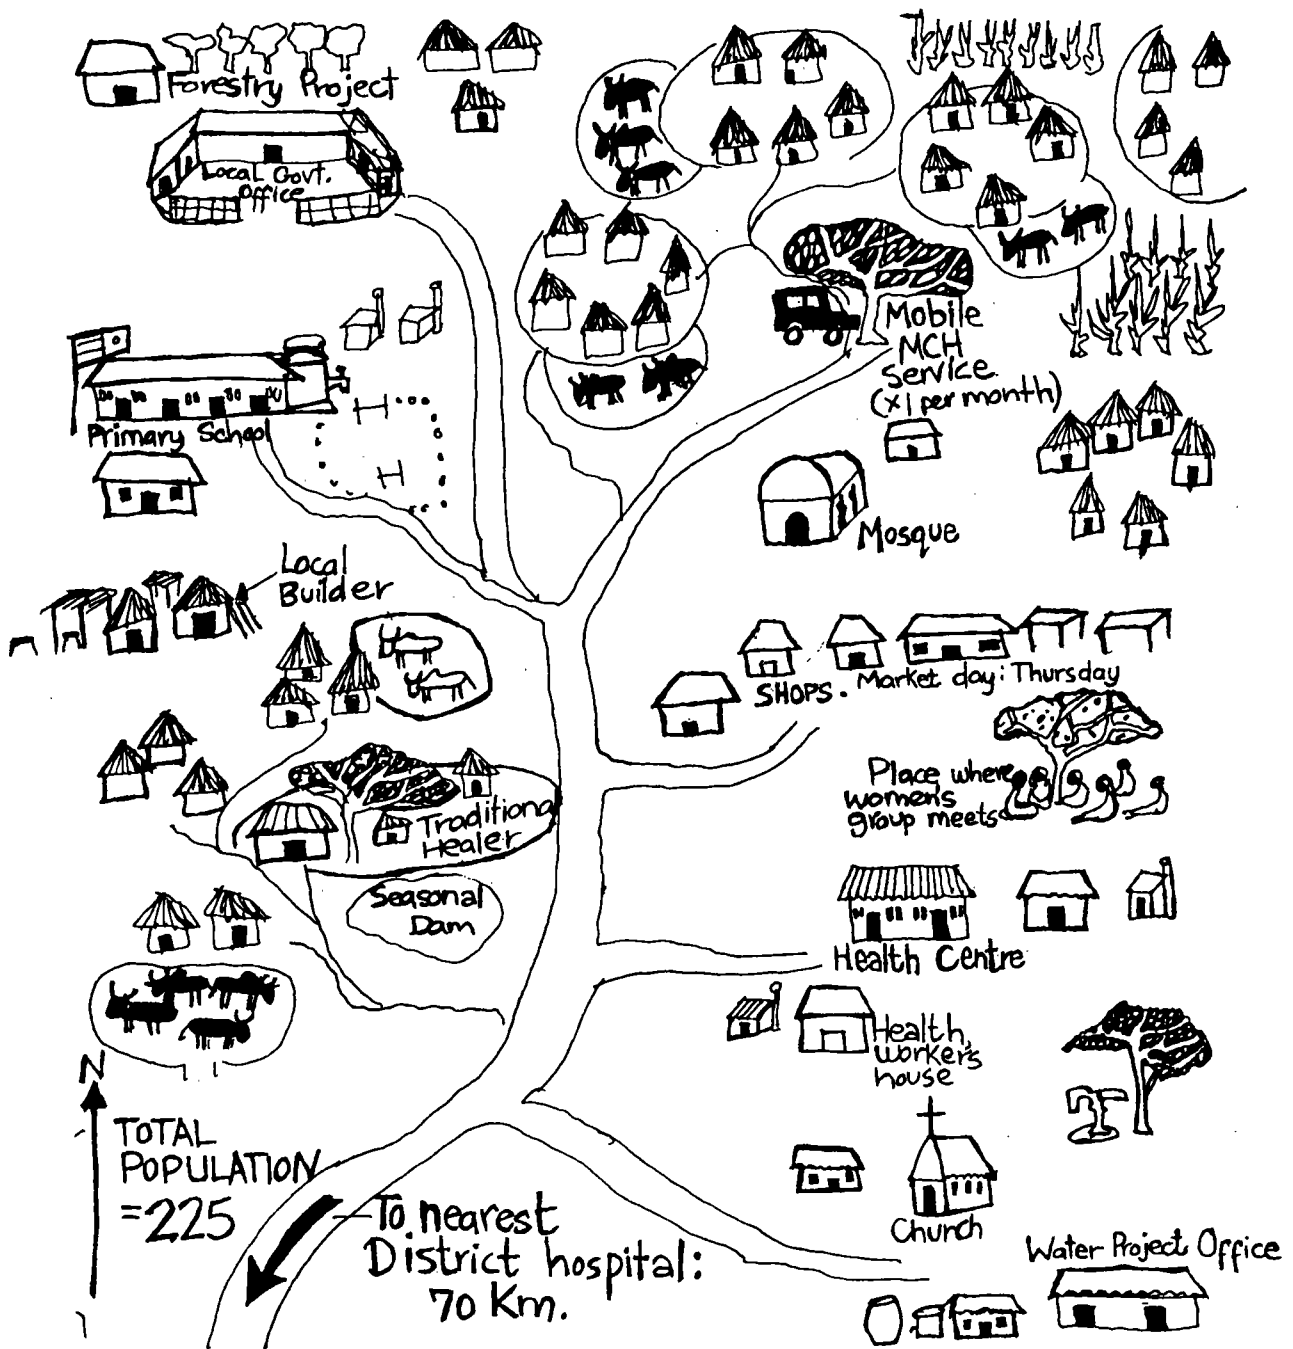 Forestry Project
Local Govt.
Office
Mobile
MCH
Service
(x1 per month)
Primary School
Mosque
Local
Builder
SHOPS.
Market day: Thursday
Place where
womens
group meets
Traditional
Healer
Seasonal
Dam
Health Centre
Health
worker's
house
N
TOTAL
POPULATION
=225
To nearest
District hospital:
70 Km.
Church
Water Project Office